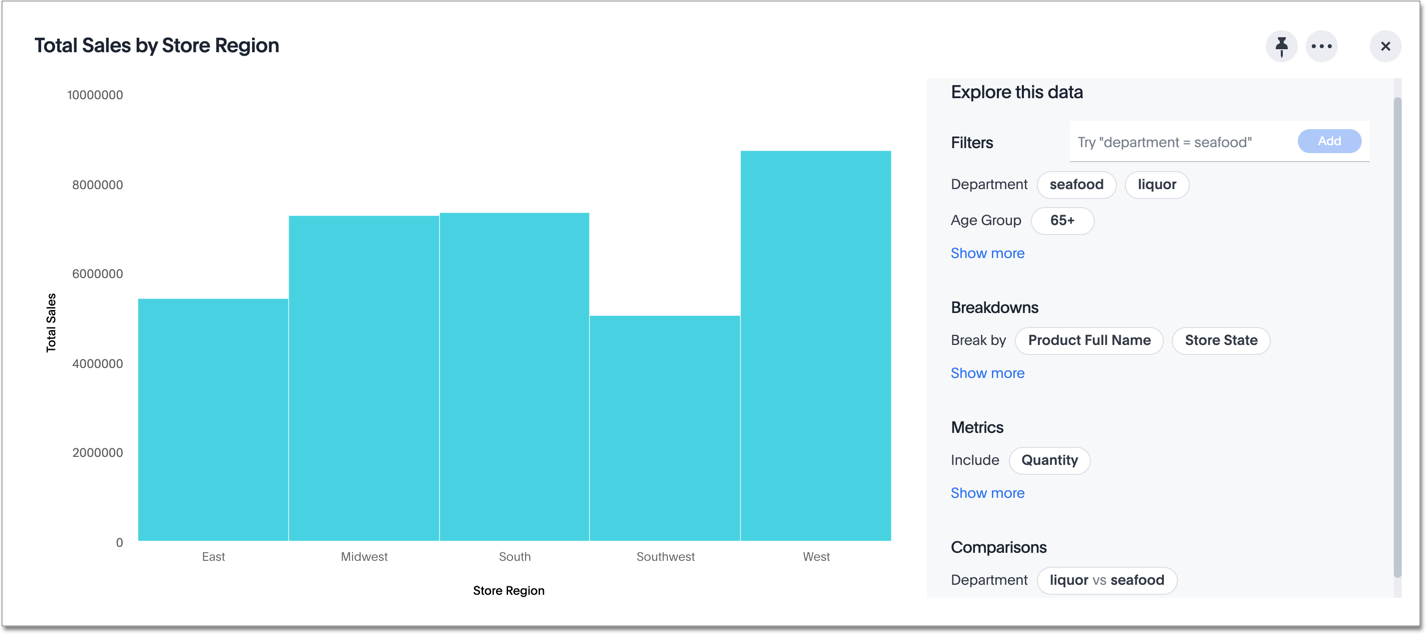 Total Sales by Store Region
10000000
8000000
6000000
4000000
2000000
0
Total Sales
East Midwest South Southwest West
Store Region
Explore this data
Filters Try "department = seafood" Add
Department seafood liquor
Age Group 65+
Show more
Breakdowns
Break by Product Full Name Store State
Show more
Metrics
Include Quantity
Show more
Comparisons
Department liquor vs seafood